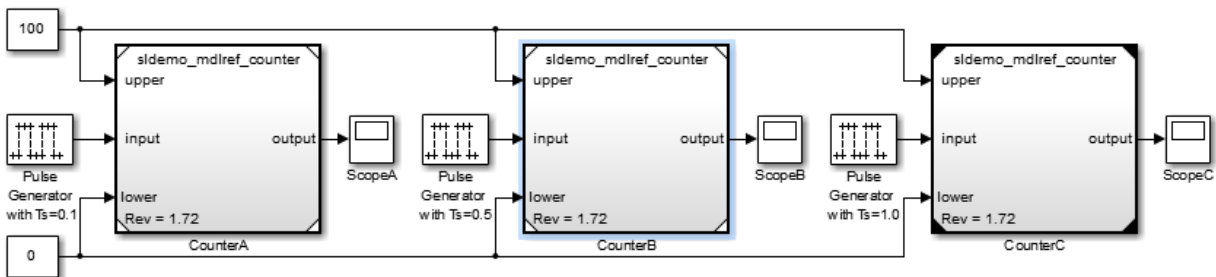 100
sldemo_mdlref_counter
upper
input
output
lower
Rev = 1.72
CounterA
Pulse
Generator
with Ts=0.1
ScopeA
sldemo_mdlref_counter
upper
input
output
lower
Rev = 1.72
CounterB
Pulse
Generator
with Ts=0.5
ScopeB
sldemo_mdlref_counter
upper
input
output
lower
Rev = 1.72
CounterC
Pulse
Generator
with Ts=1.0
ScopeC
0